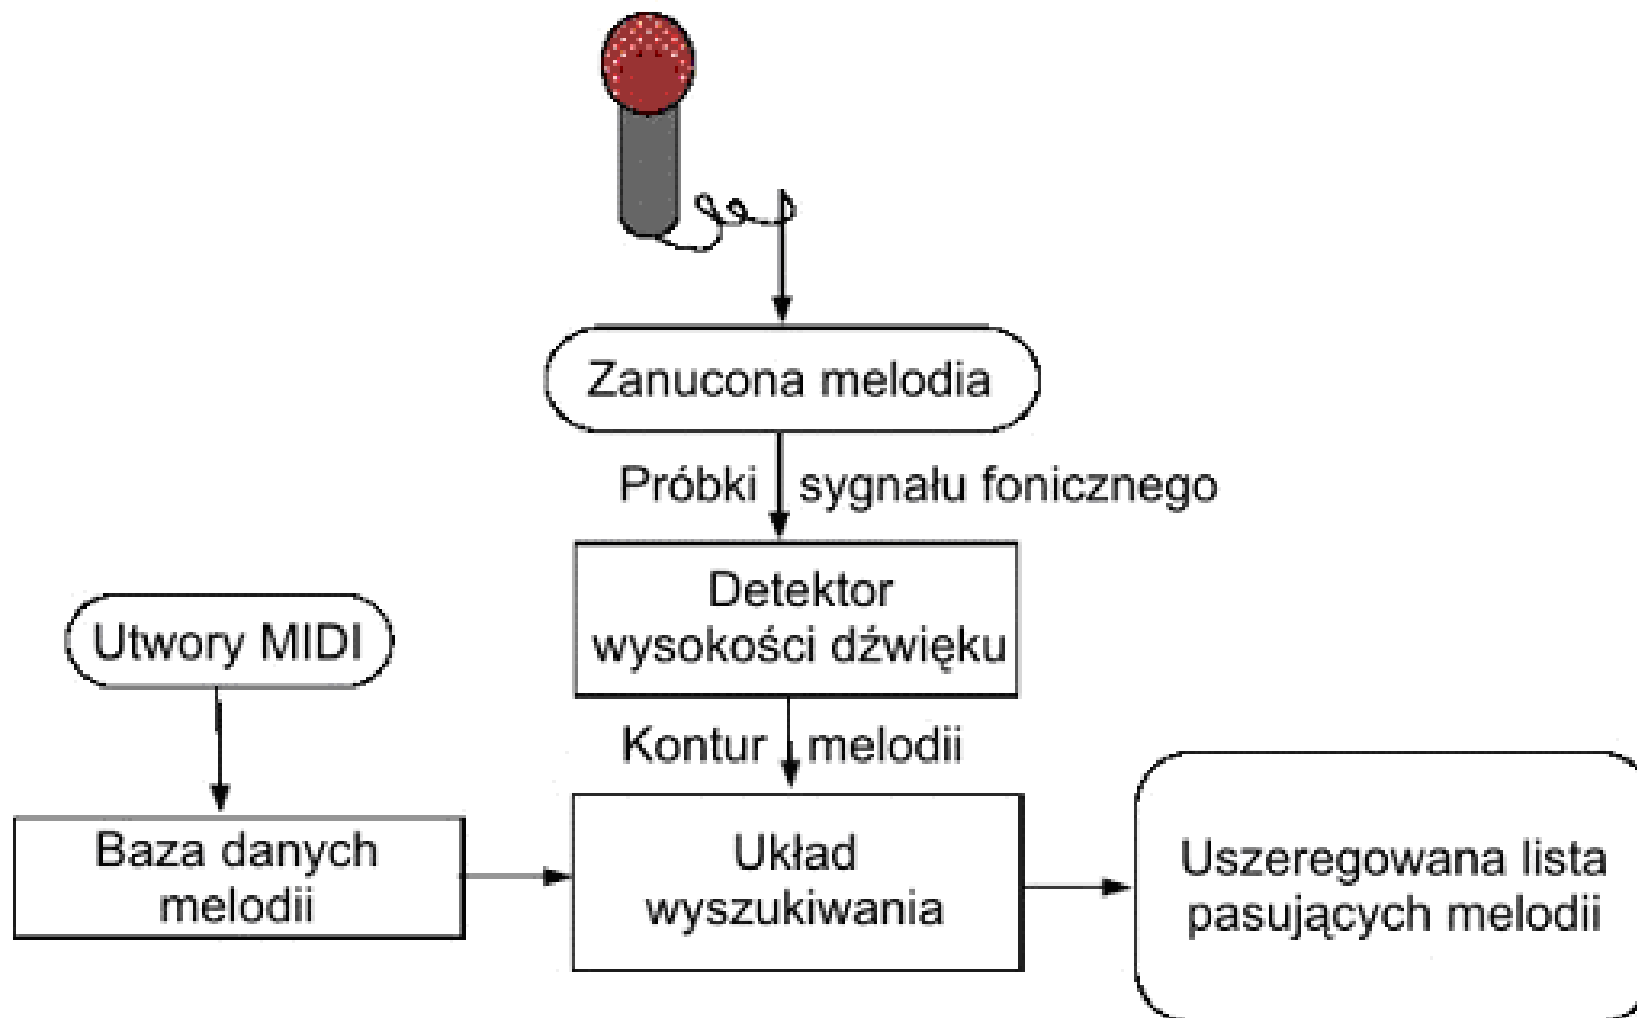 Zanucona melodia
Próbki sygnału fonicznego
Detektor
wysokości dźwięku
Utwory MIDI
Kontur melodii
Baza danych
melodii
Układ
wyszukiwania
Uszeregowana lista
pasujących melodii